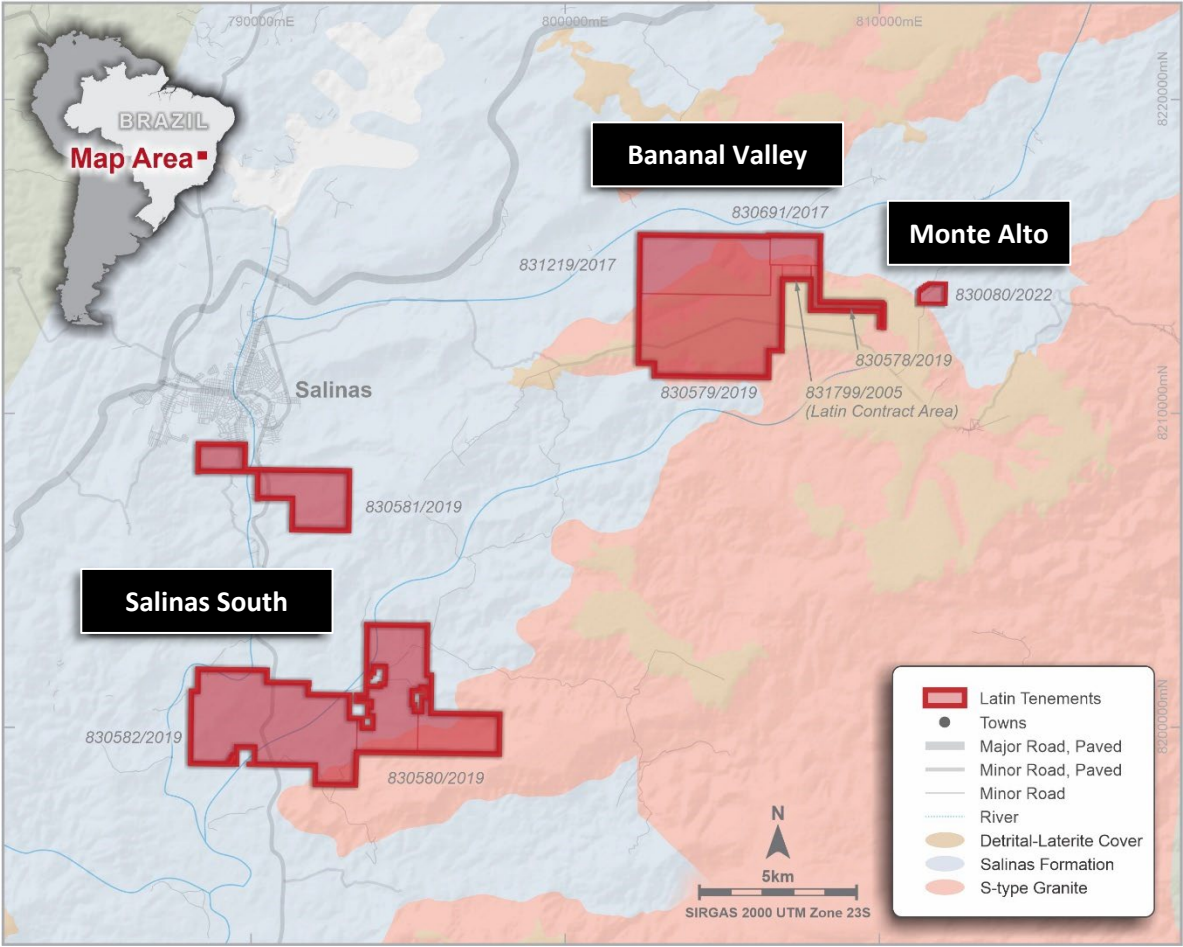 790000mE
800000mE
810000mE
8220000mN
BRAZIL
Map Area
Bananal Valley
830691/2017
Monte Alto
831219/2017
830080/2022
830578/2019
830579/2019
831799/2005
(Latin Contract Area)
8210000mN
Salinas
830581/2019
Salinas South
830582/2019
830580/2019
8200000mN
Latin Tenements
Towns
Major Road, Paved
Minor Road, Paved
Minor Road
River
Detrital-Laterite Cover
Salinas Formation
S-type Granite
N
5km
SIRGAS 2000 UTM Zone 23S